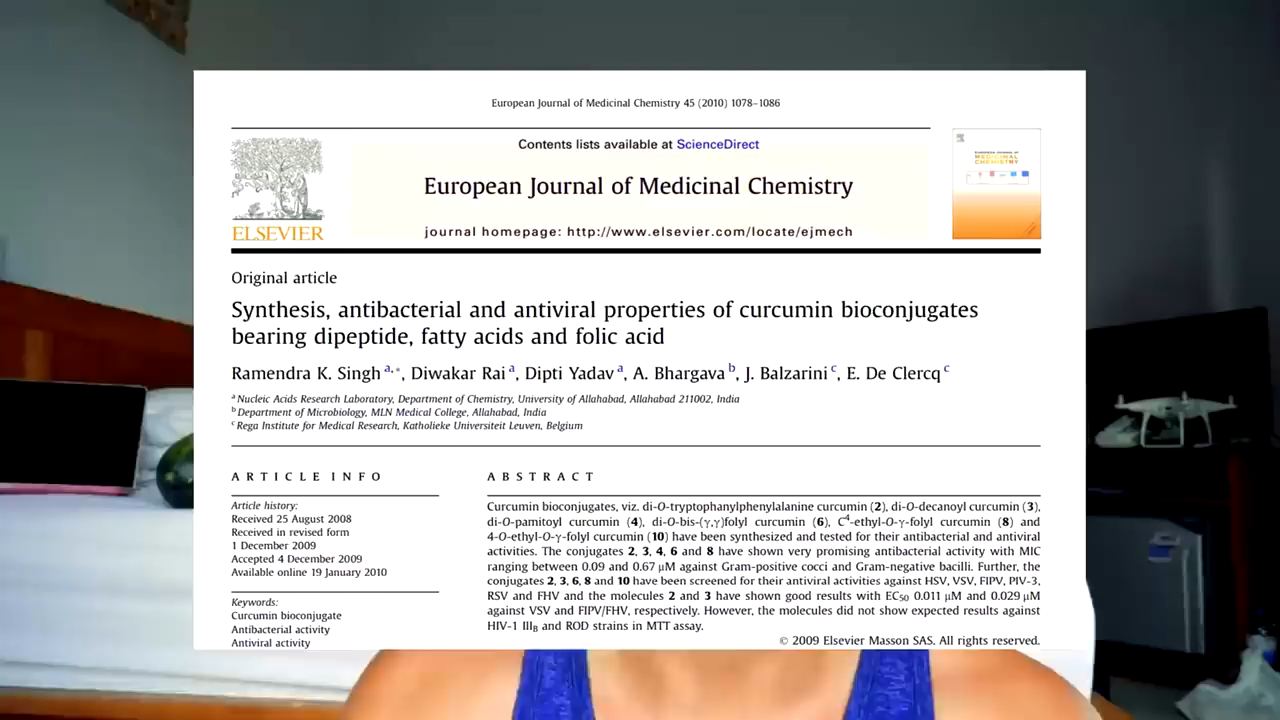 European Journal of Medicinal Chemistry 45 (2010) 1078–1086
Contents lists available at ScienceDirect
European Journal of Medicinal Chemistry
journal homepage: http://www.elsevier.com/locate/ejmech
ELSEVIER
EUROPEAN JOURNAL OF
MEDICINAL
CHEMISTRY
Original article
Synthesis, antibacterial and antiviral properties of curcumin bioconjugates
bearing dipeptide, fatty acids and folic acid
Ramendra K. Singh a,*, Diwakar Rai a, Dipti Yadav a, A. Bhargava b, J. Balzarini c, E. De Clercq c
a Nucleic Acids Research Laboratory, Department of Chemistry, University of Allahabad, Allahabad 211002, India
b Department of Microbiology, MLN Medical College, Allahabad, India
c Rega Institute for Medical Research, Katholieke Universiteit Leuven, Belgium
ARTICLE INFO
Article history:
Received 25 August 2008
Received in revised form
1 December 2009
Accepted 4 December 2009
Available online 19 January 2010
Keywords:
Curcumin bioconjugate
Antibacterial activity
Antiviral activity
ABSTRACT
Curcumin bioconjugates, viz. di-O-tryptophanylphenylalanine curcumin (2), di-O-decanoyl curcumin (3),
di-O-pamitoyl curcumin (4), di-O-bis-(γ,γ)folyl curcumin (6), C4-ethyl-O-γ-folyl curcumin (8) and
4-O-ethyl-O-γ-folyl curcumin (10) have been synthesized and tested for their antibacterial and antiviral
activities. The conjugates 2, 3, 4, 6 and 8 have shown very promising antibacterial activity with MIC
ranging between 0.09 and 0.67 μM against Gram-positive cocci and Gram-negative bacilli. Further, the
conjugates 2, 3, 6, 8 and 10 have been screened for their antiviral activities against HSV, VSV, FIPV, PIV-3,
RSV and FHV and the molecules 2 and 3 have shown good results with EC50 0.011 μM and 0.029 μM
against VSV and FIPV/FHV, respectively. However, the molecules did not show expected results against
HIV-1 IIIB and ROD strains in MTT assay.
© 2009 Elsevier Masson SAS. All rights reserved.